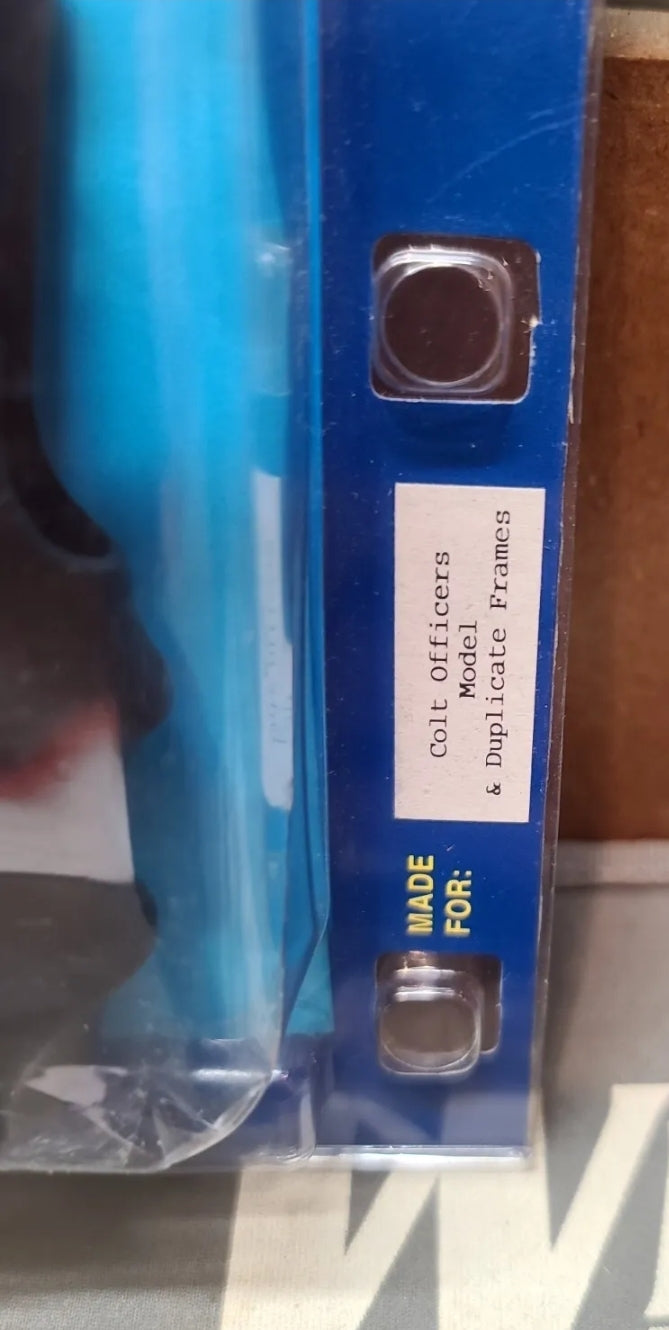 MADE
FOR:
Colt Officers
Model
& Duplicate Frames